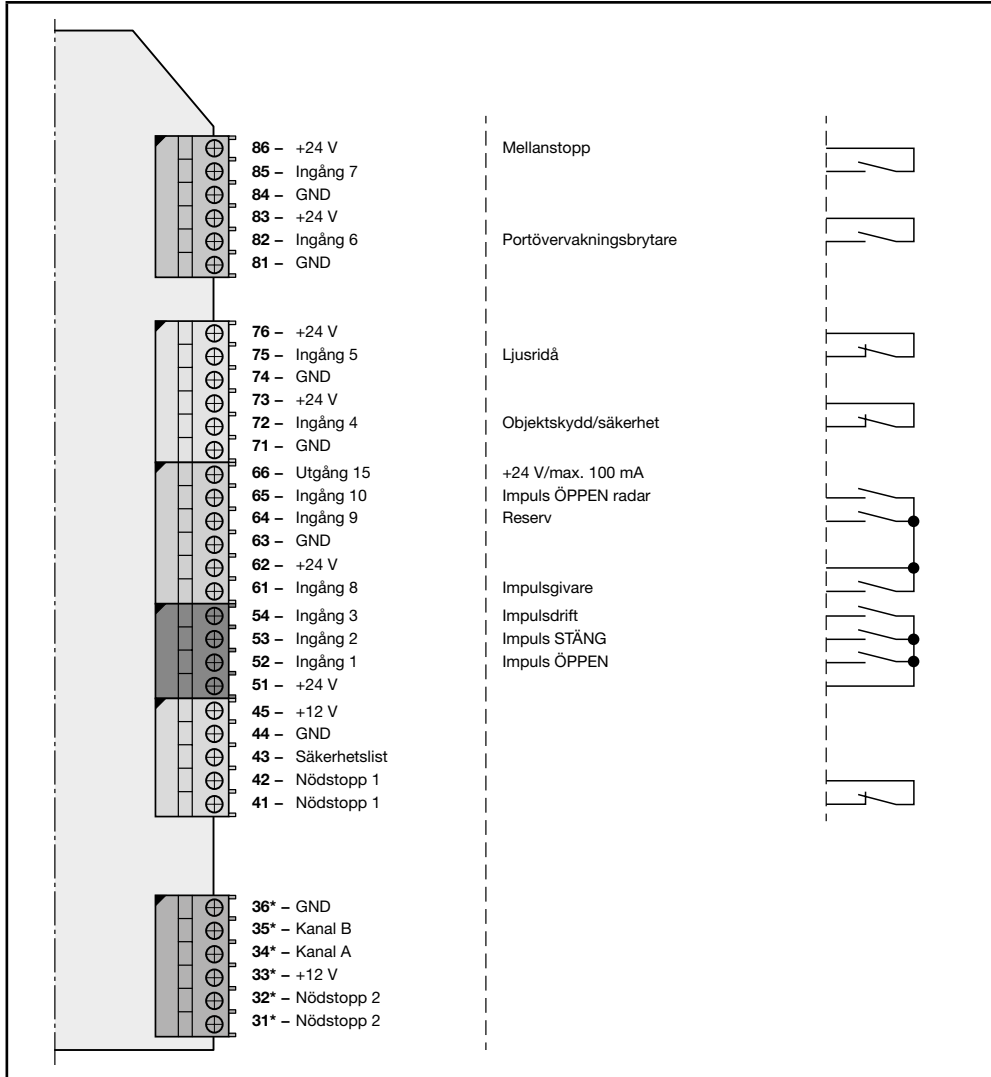 86 – +24 V Mellanstopp
85 – Ingång 7
84 – GND
83 – +24 V
82 – Ingång 6 Portövervakningsbrytare
81 – GND
76 – +24 V
75 – Ingång 5 Ljusridå
74 – GND
73 – +24 V
72 – Ingång 4 Objektskydd/säkerhet
71 – GND
66 – Utgång 15 +24 V/max. 100 mA
65 – Ingång 10 Impuls ÖPPEN radar
64 – Ingång 9 Reserv
63 – GND
62 – +24 V
61 – Ingång 8 Impulsgivare
54 – Ingång 3 Impulsdrift
53 – Ingång 2 Impuls STÄNG
52 – Ingång 1 Impuls ÖPPEN
51 – +24 V
45 – +12 V
44 – GND
43 – Säkerhetslist
42 – Nödstopp 1
41 – Nödstopp 1
36* – GND
35* – Kanal B
34* – Kanal A
33* – +12 V
32* – Nödstopp 2
31* – Nödstopp 2